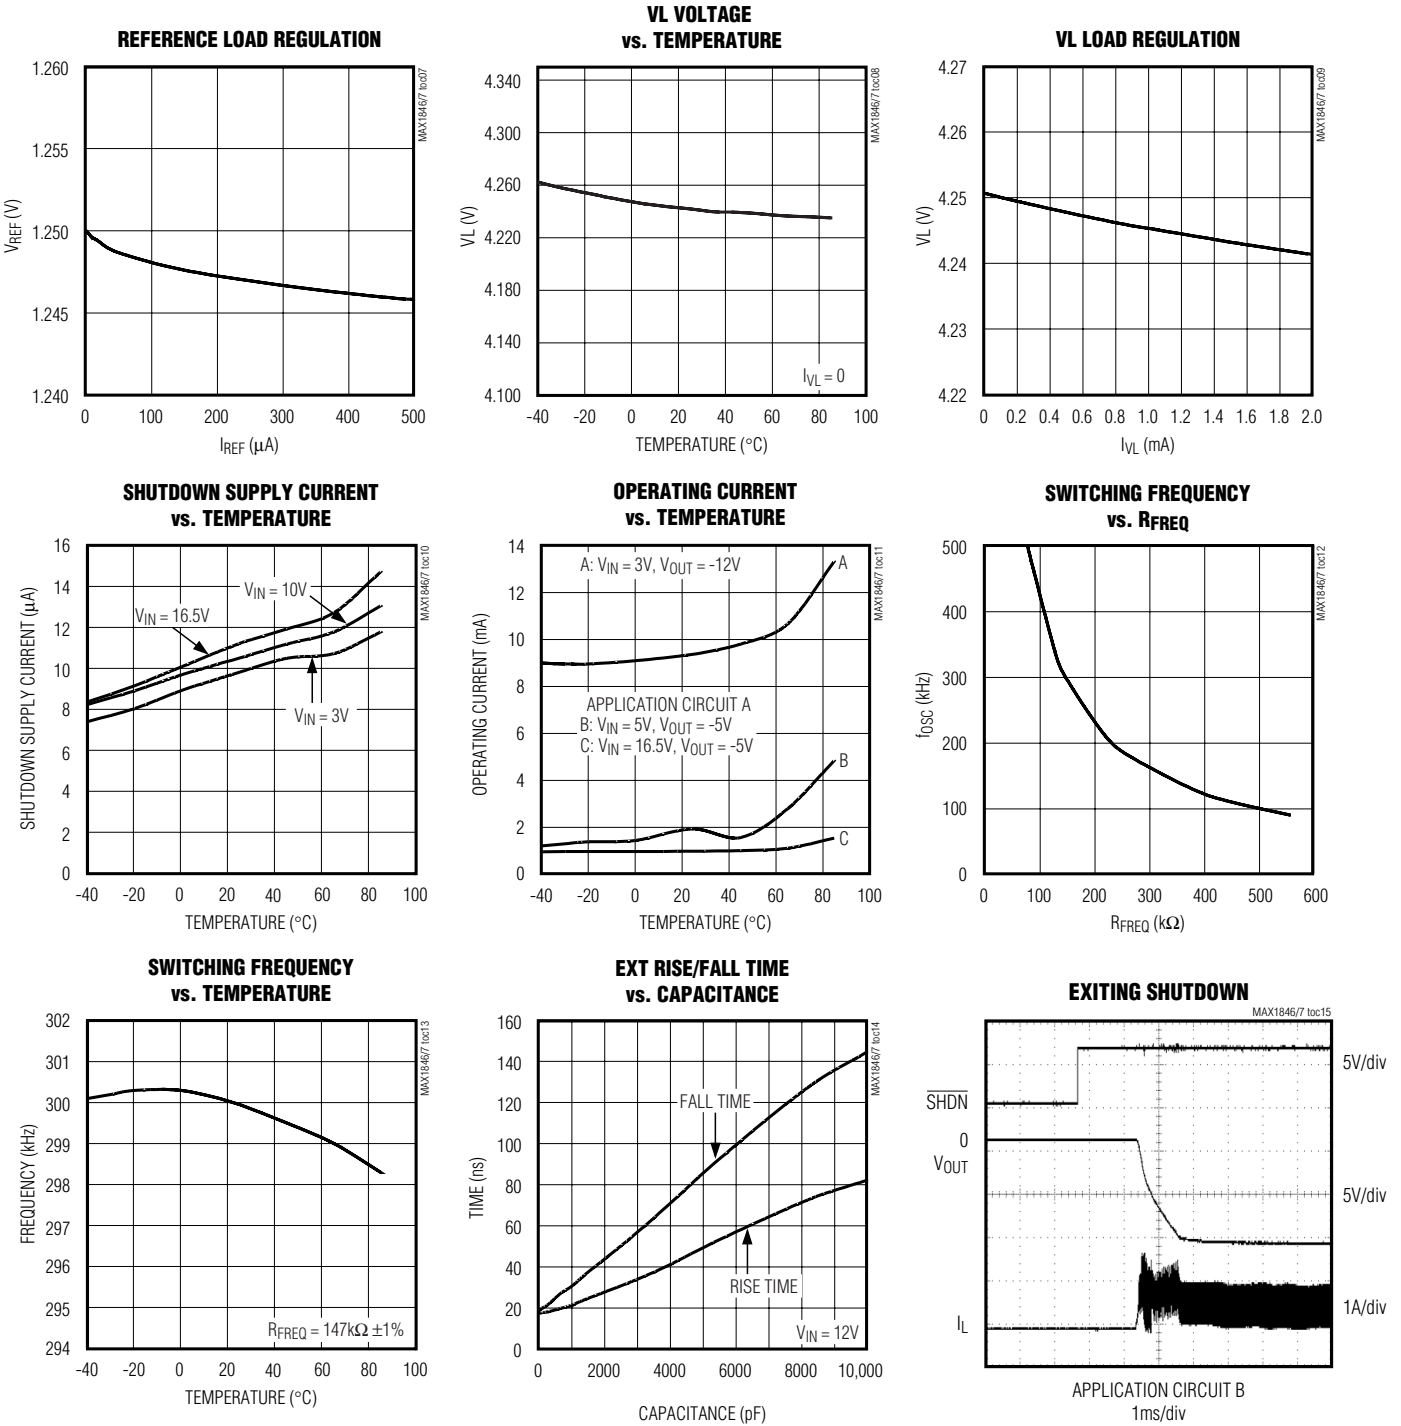 REFERENCE LOAD REGULATION
1.260
1.255
1.250
1.245
1.240
VREF (V)
0 100 200 300 400 500
IREF (μA)
MAX1846/7 toc07
VL VOLTAGE
vs. TEMPERATURE
4.340
4.300
4.260
4.220
4.180
4.140
4.100
VL (V)
IVL = 0
-40 -20 0 20 40 60 80 100
TEMPERATURE (°C)
MAX1846/7 toc08
VL LOAD REGULATION
4.27
4.26
4.25
4.24
4.23
4.22
VL (V)
0 0.2 0.4 0.6 0.8 1.0 1.2 1.4 1.6 1.8 2.0
IVL (mA)
MAX1846/7 toc09
SHUTDOWN SUPPLY CURRENT
vs. TEMPERATURE
16
14
12
10
8
6
4
2
0
SHUTDOWN SUPPLY CURRENT (μA)
VIN = 10V
VIN = 16.5V
VIN = 3V
-40 -20 0 20 40 60 80 100
TEMPERATURE (°C)
MAX1846/7 toc10
OPERATING CURRENT
vs. TEMPERATURE
14
12
10
8
6
4
2
0
OPERATING CURRENT (mA)
A: VIN = 3V, VOUT = -12V
A
APPLICATION CIRCUIT A
B: VIN = 5V, VOUT = -5V
C: VIN = 16.5V, VOUT = -5V
B
C
-40 -20 0 20 40 60 80 100
TEMPERATURE (°C)
MAX1846/7 toc11
SWITCHING FREQUENCY
vs. RFREQ
500
400
300
200
100
0
fOSC (kHz)
0 100 200 300 400 500 600
RFREQ (kΩ)
MAX1846/7 toc12
SWITCHING FREQUENCY
vs. TEMPERATURE
302
301
300
299
298
297
296
295
294
FREQUENCY (kHz)
RFREQ = 147kΩ ±1%
-40 -20 0 20 40 60 80 100
TEMPERATURE (°C)
MAX1846/7 toc13
EXT RISE/FALL TIME
vs. CAPACITANCE
160
140
120
100
80
60
40
20
0
TIME (ns)
FALL TIME
RISE TIME
VIN = 12V
0 2000 4000 6000 8000 10,000
CAPACITANCE (pF)
MAX1846/7 toc14
EXITING SHUTDOWN
MAX1846/7 toc15
5V/div
SHDN
0
VOUT
5V/div
1A/div
IL
APPLICATION CIRCUIT B
1ms/div